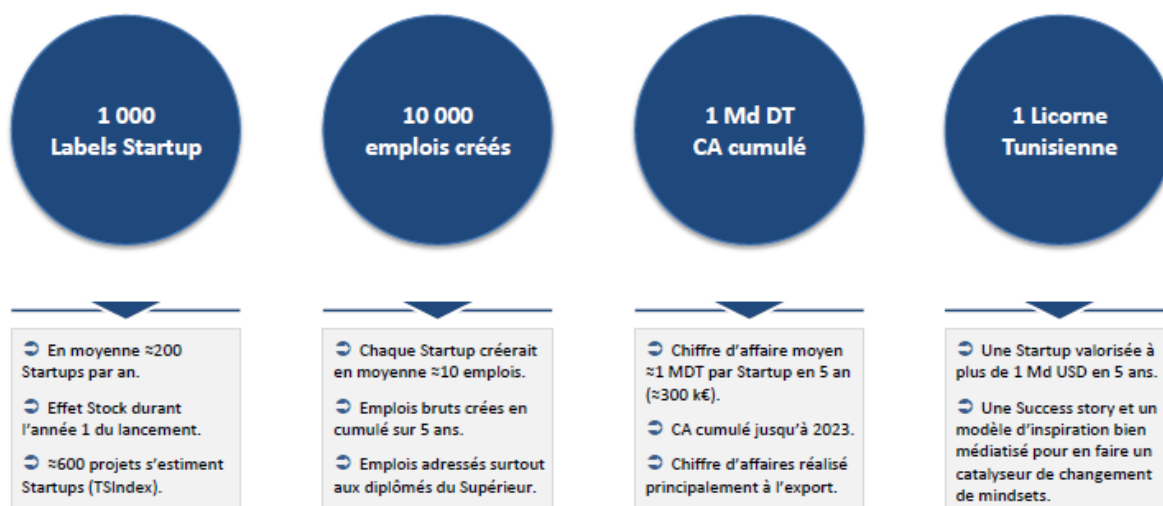 1 000
Labels Startup
10 000
emplois créés
1 Md DT
CA cumulé
1 Licorne
Tunisienne
➲ En moyenne ≈200
Startups par an.
➲ Effet Stock durant
l'année 1 du lancement.
➲ ≈600 projets s'estiment
Startups (TSIndex).
➲ Chaque Startup créerait
en moyenne ≈10 emplois.
➲ Emplois bruts crées en
cumulé sur 5 ans.
➲ Emplois adressés surtout
aux diplômés du Supérieur.
➲ Chiffre d'affaire moyen
≈1 MDT par Startup en 5 an
(≈300 k€).
➲ CA cumulé jusqu'à 2023.
➲ Chiffre d'affaires réalisé
principalement à l'export.
➲ Une Startup valorisée à
plus de 1 Md USD en 5 ans.
➲ Une Success story et un
modèle d'inspiration bien
médiatisé pour en faire un
catalyseur de changement
de mindsets.